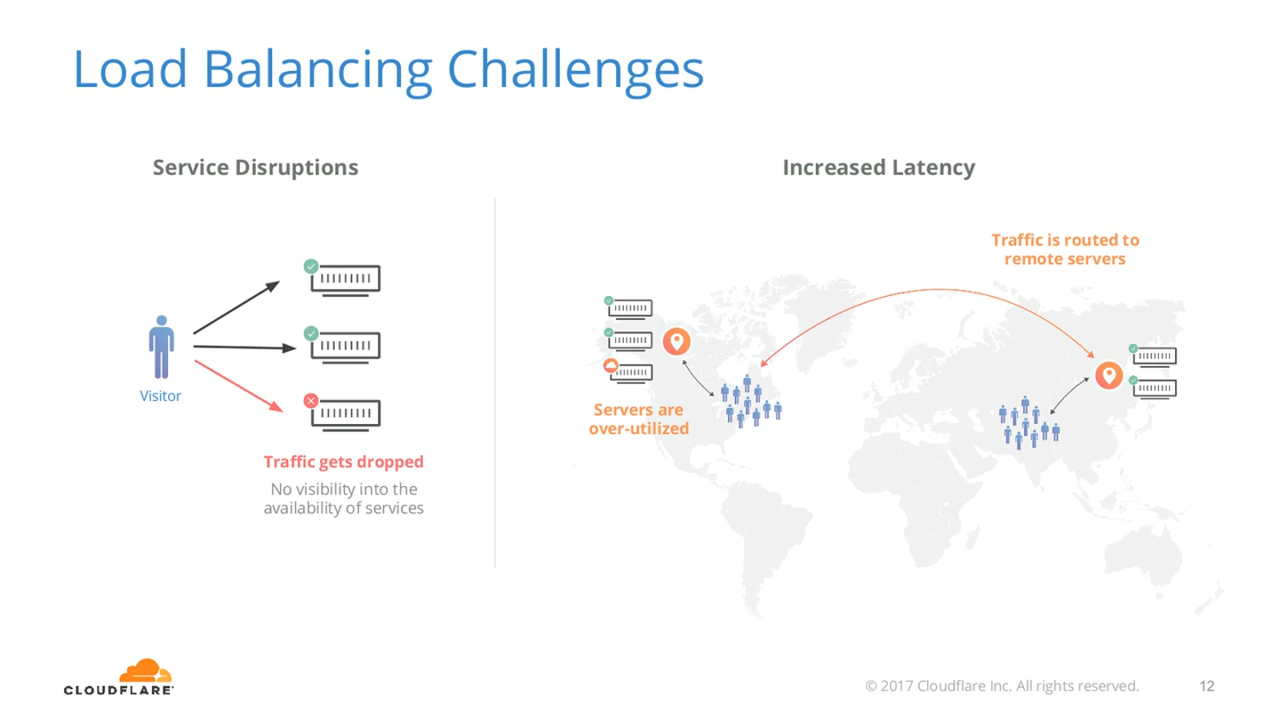 Load Balancing Challenges
Service Disruptions
Visitor
Traffic gets dropped
No visibility into the
availability of services
Increased Latency
Traffic is routed to
remote servers
Servers are
over-utilized
CLOUDFLARE
© 2017 Cloudflare Inc. All rights reserved.
12